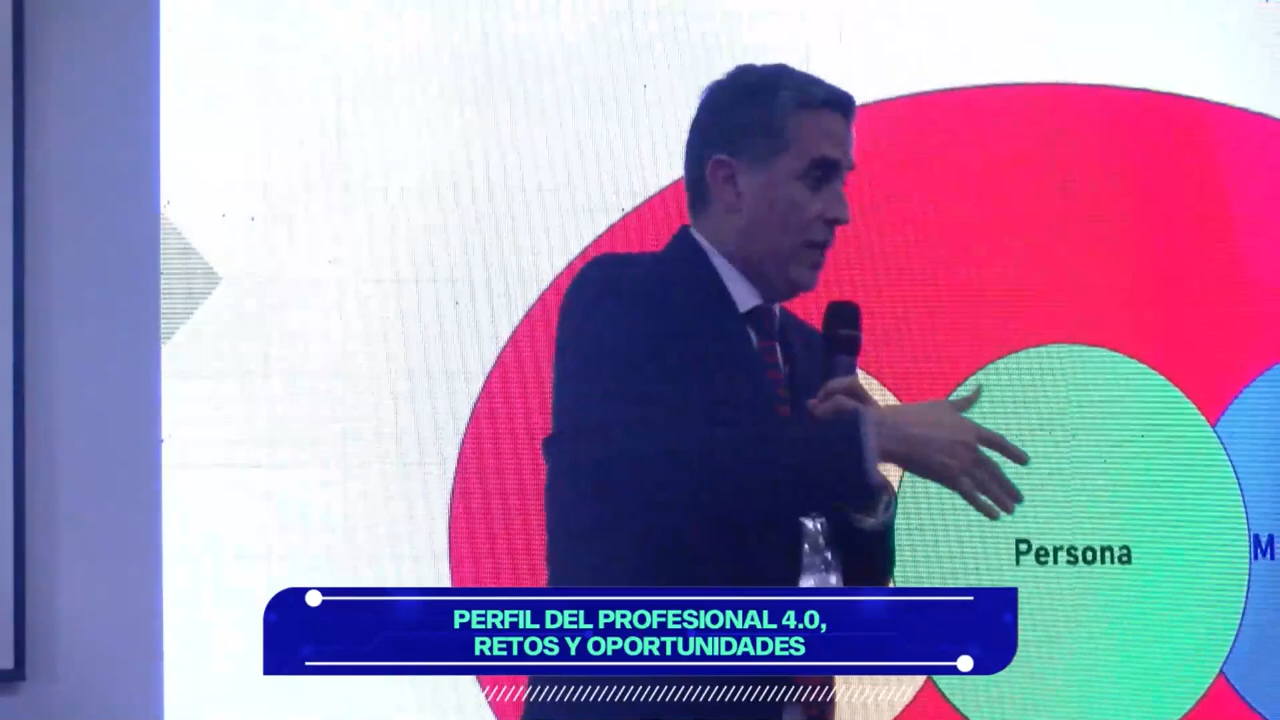 Persona
M
PERFIL DEL PROFESIONAL 4.0,
RETOS Y OPORTUNIDADES